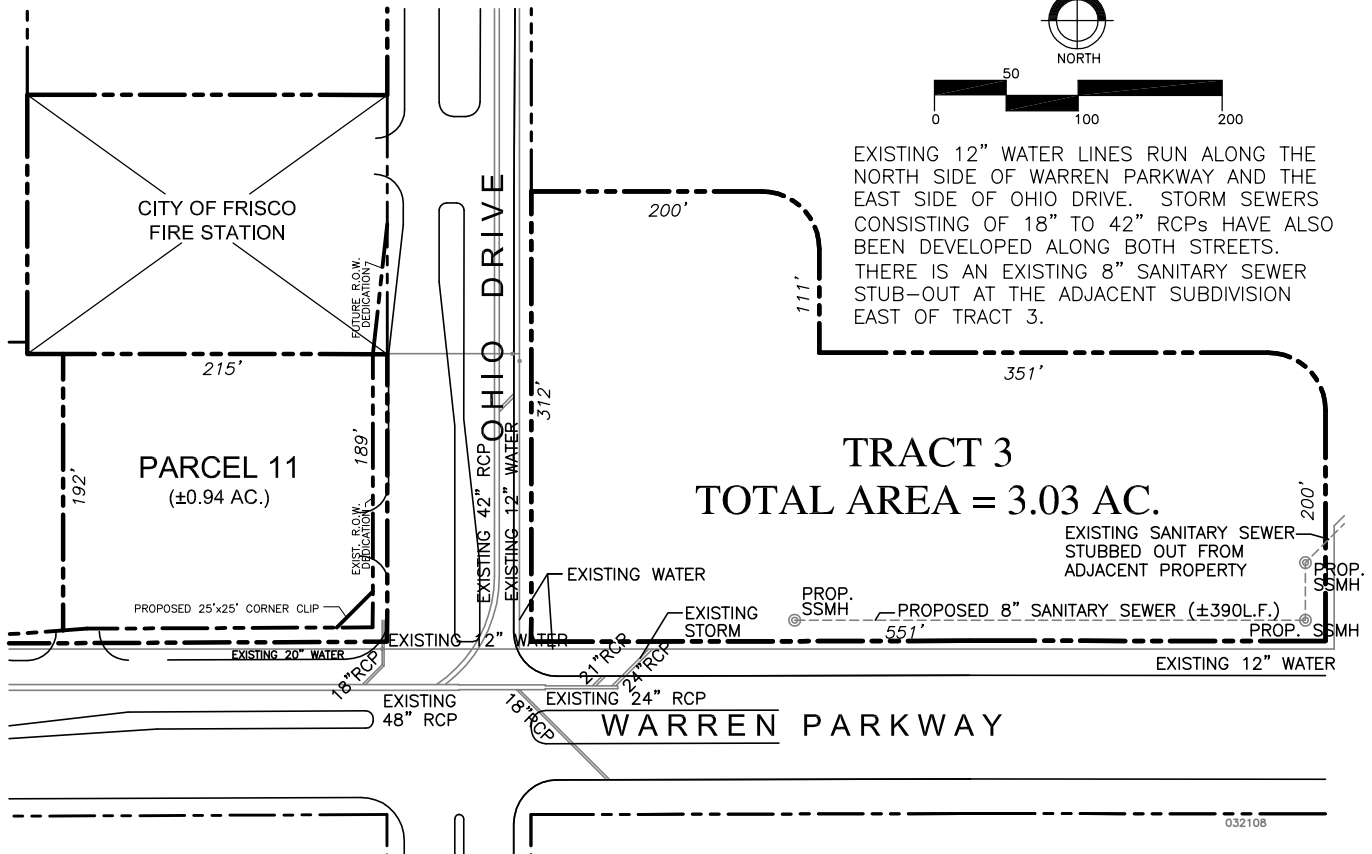 NORTH
50
0
100
200
EXISTING 12” WATER LINES RUN ALONG THE
NORTH SIDE OF WARREN PARKWAY AND THE
EAST SIDE OF OHIO DRIVE. STORM SEWERS
CONSISTING OF 18” TO 42” RCPs HAVE ALSO
BEEN DEVELOPED ALONG BOTH STREETS.
THERE IS AN EXISTING 8” SANITARY SEWER
STUB-OUT AT THE ADJACENT SUBDIVISION
EAST OF TRACT 3.
CITY OF FRISCO
FIRE STATION
FUTURE R.O.W.
DEDICATION
OHIO DRIVE
200'
111'
215'
312'
351'
PARCEL 11
(±0.94 AC.)
192'
189'
EXIST. R.O.W.
DEDICATION
EXISTING 42” RCP
EXISTING 12” WATER
TRACT 3
TOTAL AREA = 3.03 AC.
200'
EXISTING SANITARY SEWER
STUBBED OUT FROM
ADJACENT PROPERTY
PROP.
SSMH
EXISTING WATER
PROP.
SSMH
PROPOSED 25'x25' CORNER CLIP
EXISTING
STORM
PROPOSED 8” SANITARY SEWER (±390L.F.)
551'
PROP. SSMH
EXISTING 12” WATER
EXISTING 20” WATER
EXISTING 12” WATER
18”RCP
21”RCP
24”RCP
EXISTING
48” RCP
18”RCP
EXISTING 24” RCP
WARREN PARKWAY
032108